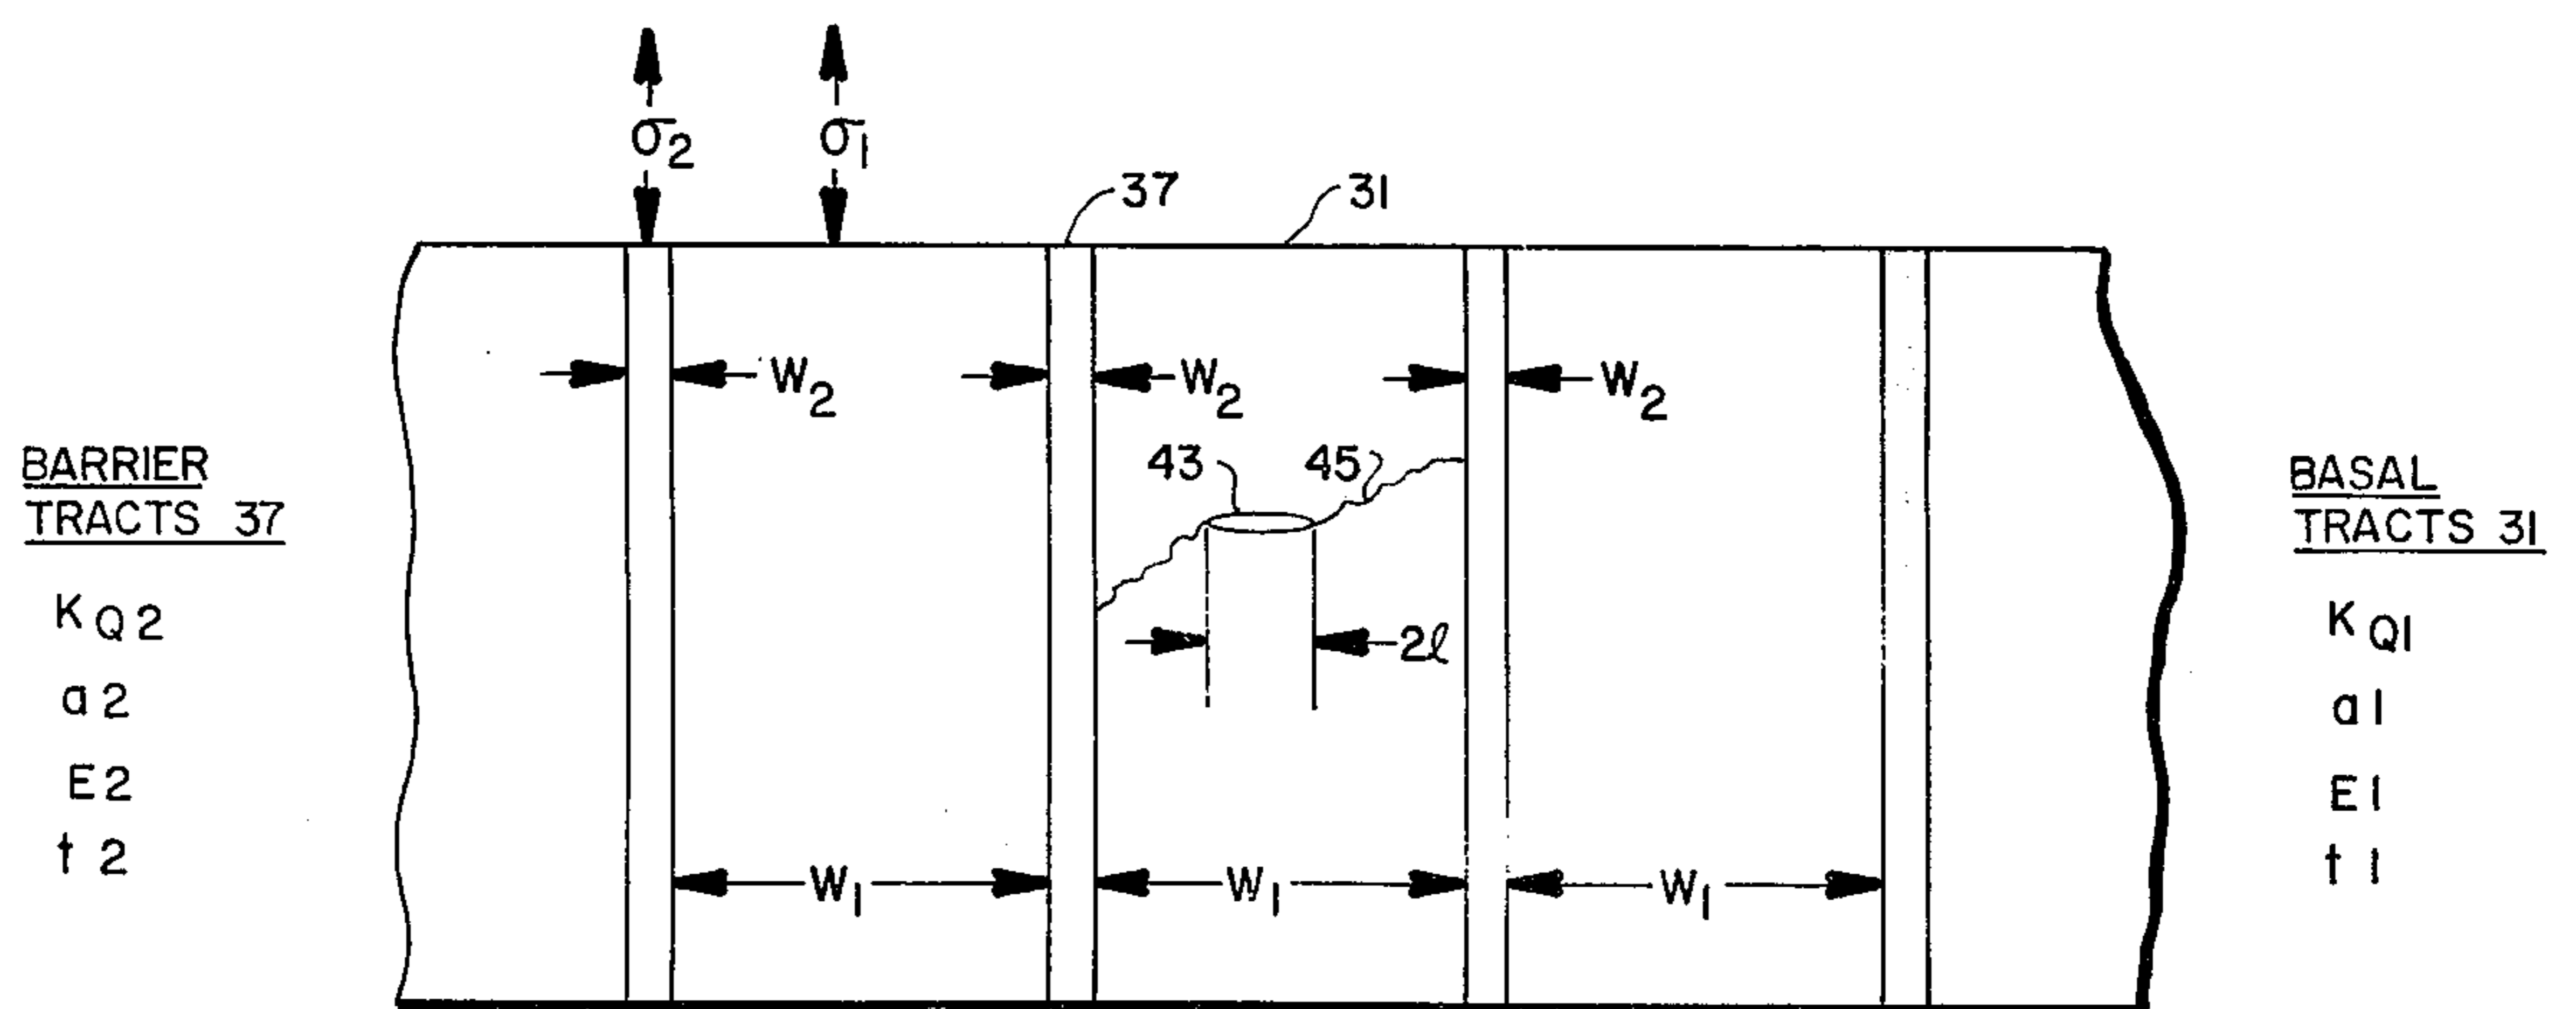 σ2 σ1
37 31
W2 W2 W2
43 45
2ℓ
W1 W1 W1
BARRIER
TRACTS 37
KQ2
a2
E2
t2
BASAL
TRACTS 31
KQ1
a1
E1
t1